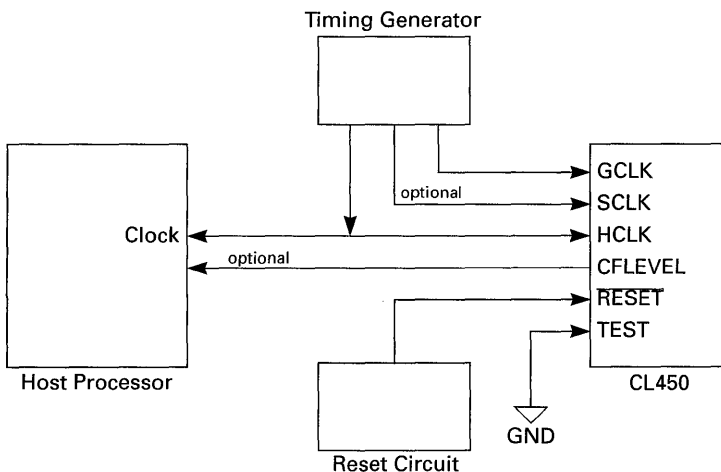 Timing Generator
GCLK
optional
SCLK
Clock
HCLK
optional
CFLEVEL
RESET
TEST
Host Processor
CL450
GND
Reset Circuit